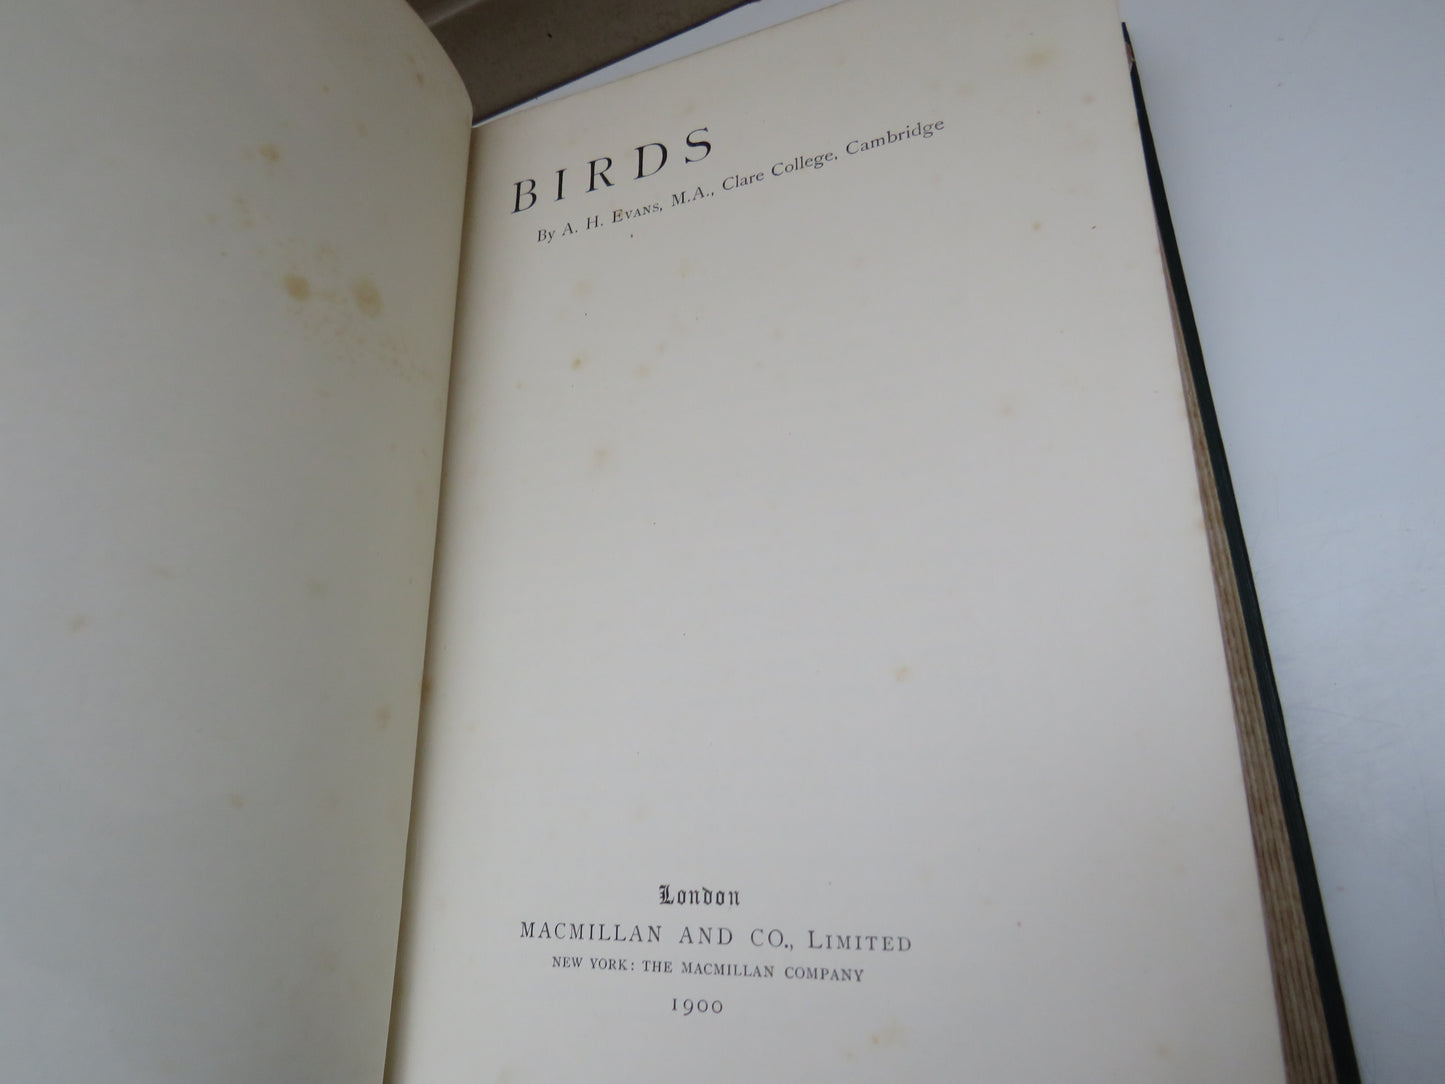 BIRDS
By A. H. EVANS, M.A., Clare College, Cambridge
London
MACMILLAN AND CO., LIMITED
NEW YORK: THE MACMILLAN COMPANY
1900